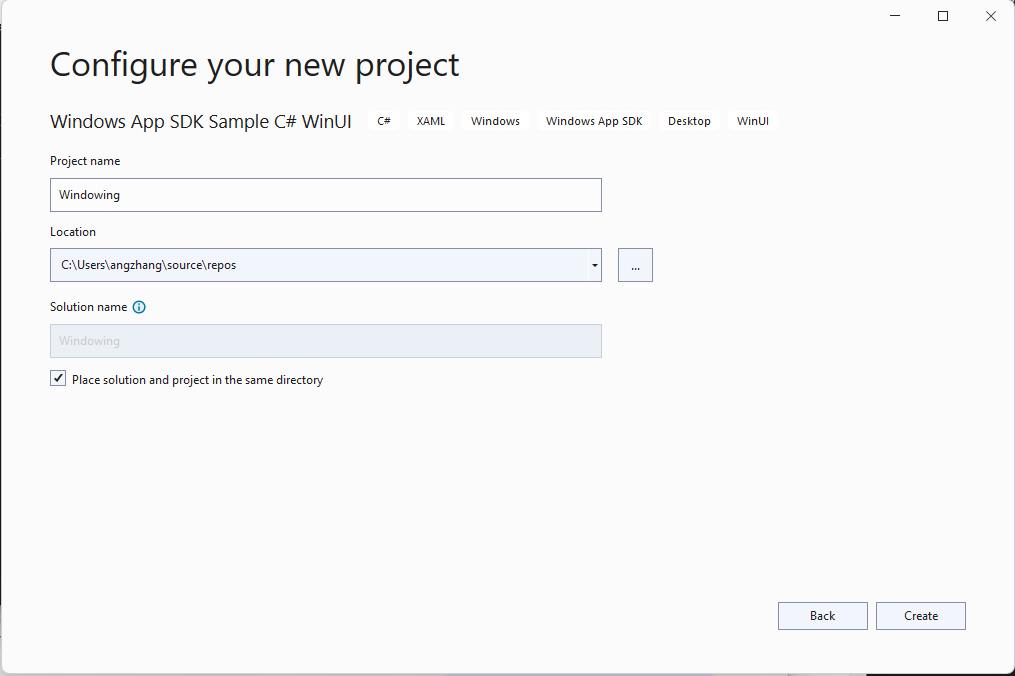 Configure your new project
Windows App SDK Sample C# WinUI C# XAML Windows Windows App SDK Desktop WinUI
Project name
Windowing
Location
C:\Users\angzhang\source\repos
...
Solution name
Windowing
Place solution and project in the same directory
Back Create